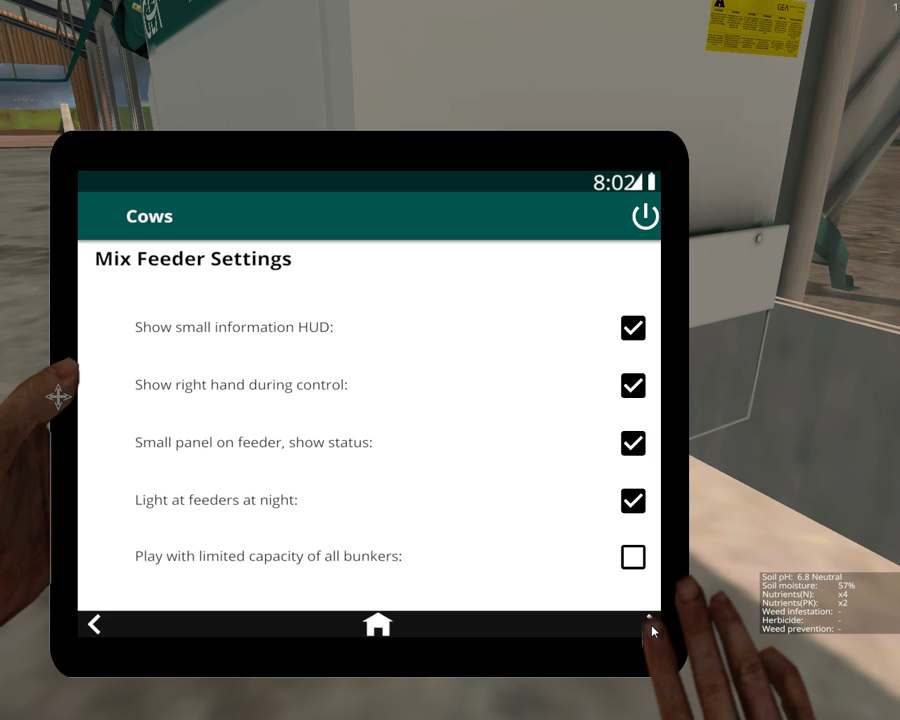 1
GEA
8:02
Cows
Mix Feeder Settings
Show small information HUD:
Show right hand during control:
Small panel on feeder, show status:
Light at feeders at night:
Play with limited capacity of all bunkers:
Soil pH: 6.8 Neutral
Soil moisture: 57%
Nutrients(N): x4
Nutrients(PK): x2
Weed infestation: -
Herbicide: -
Weed prevention: -